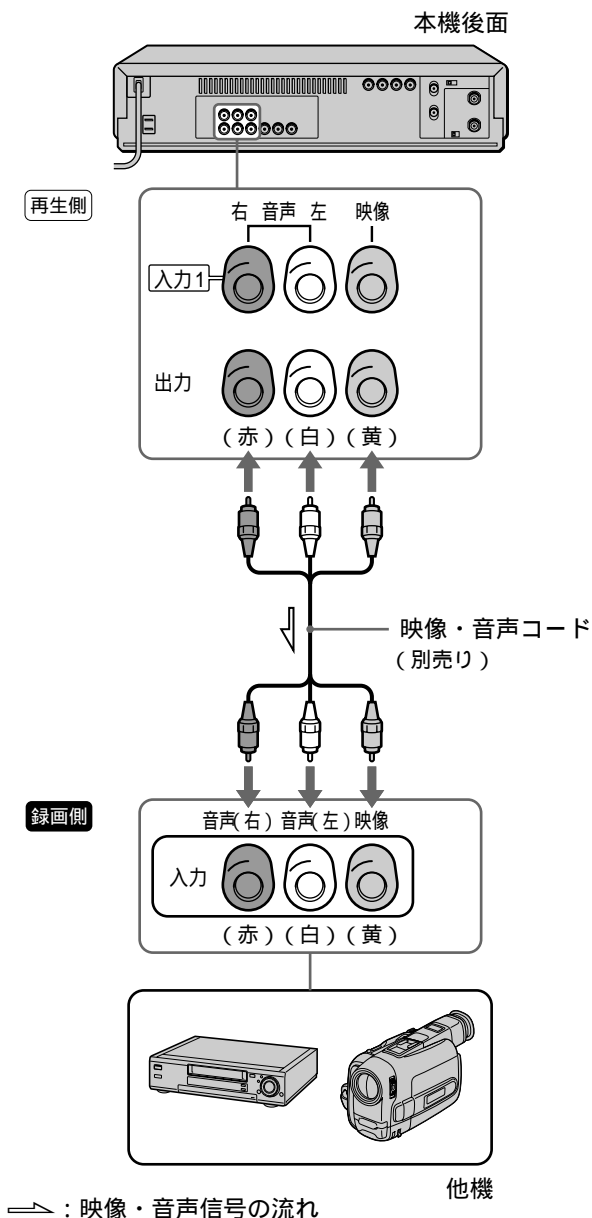 本機後面
再生側
右 音声 左 映像
入力1
出力
(赤)(白)(黄)
映像・音声コード
(別売り)
録画側
音声(右)音声(左)映像
入力
(赤)(白)(黄)
他機
:映像・音声信号の流れ